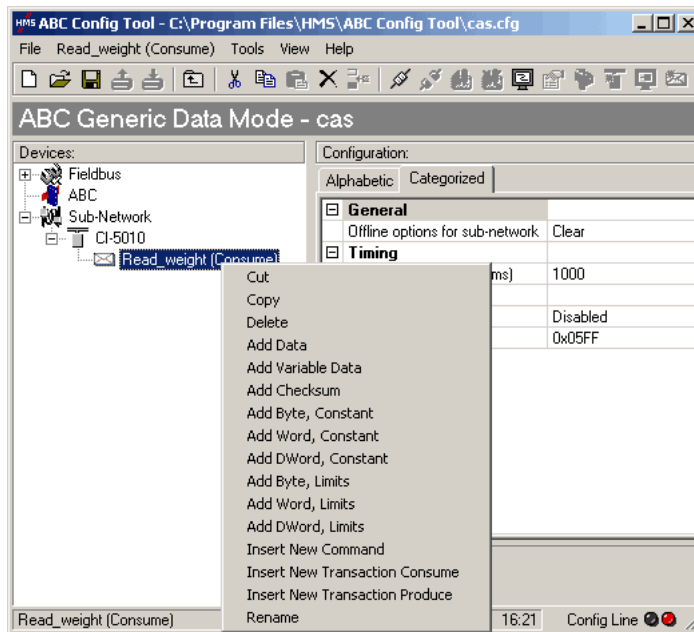 HMS ABC Config Tool - C:\Program Files\HMS\ABC Config Tool\cas.cfg
File Read_weight (Consume) Tools View Help
ABC Generic Data Mode - cas
Devices:
Fieldbus
ABC
Sub-Network
CI-5010
Read_weight (Consume)
Configuration:
Alphabetic Categorized
General
Offline options for sub-network Clear
Timing
ms) 1000
Disabled
0x05FF
Cut
Copy
Delete
Add Data
Add Variable Data
Add Checksum
Add Byte, Constant
Add Word, Constant
Add DWord, Constant
Add Byte, Limits
Add Word, Limits
Add DWord, Limits
Insert New Command
Insert New Transaction Consume
Insert New Transaction Produce
Rename
Read_weight (Consume) 16:21 Config Line